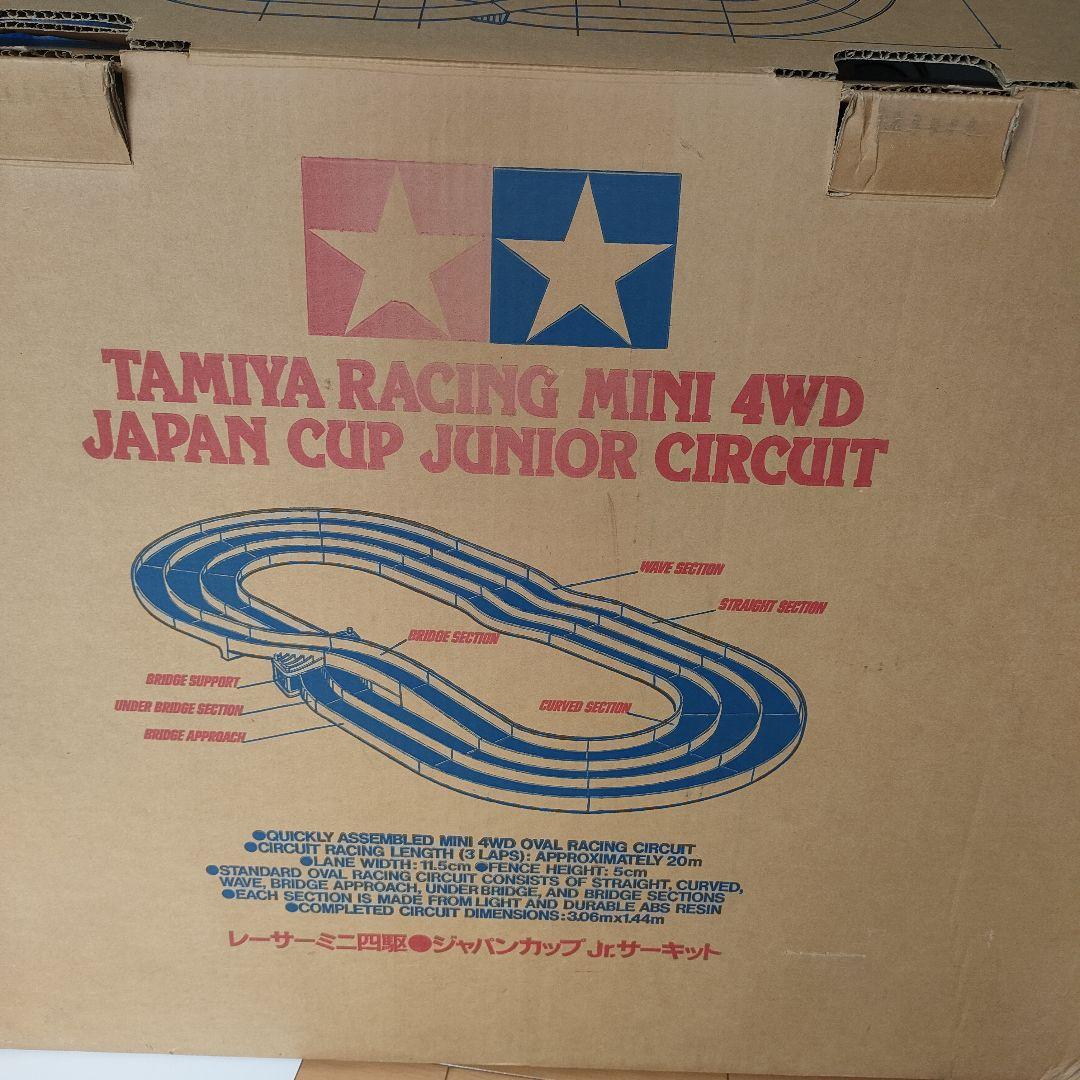 TAMIYA RACING MINI 4WD
JAPAN CUP JUNIOR CIRCUIT
WAVE SECTION
STRAIGHT SECTION
BRIDGE SECTION
BRIDGE SUPPORT
UNDER BRIDGE SECTION
CURVED SECTION
BRIDGE APPROACH
●QUICKLY ASSEMBLED MINI 4WD OVAL RACING CIRCUIT
●CIRCUIT RACING LENGTH (3 LAPS): APPROXIMATELY 20m
●LANE WIDTH: 11.5cm ●FENCE HEIGHT: 5cm
●STANDARD OVAL RACING CIRCUIT CONSISTS OF STRAIGHT, CURVED,
WAVE, BRIDGE APPROACH, UNDER BRIDGE, AND BRIDGE SECTIONS
●EACH SECTION IS MADE FROM LIGHT AND DURABLE ABS RESIN
●COMPLETED CIRCUIT DIMENSIONS: 3.06m×1.44m
レーサーミニ四駆●ジャパンカップ Jr.サーキット